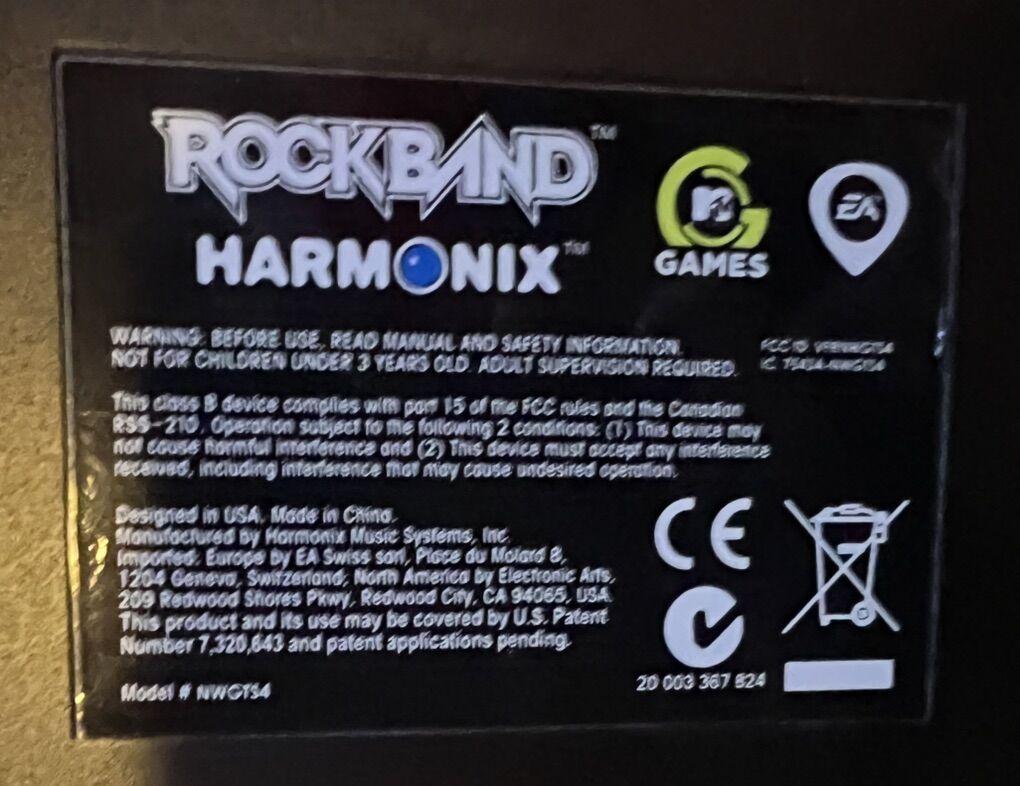 ROCKBAND™
HARMONIX™
MTV
GAMES
EA
WARNING: BEFORE USE, READ MANUAL AND SAFETY INFORMATION.
NOT FOR CHILDREN UNDER 3 YEARS OLD. ADULT SUPERVISION REQUIRED.
FCC ID:
IC:
This class B device complies with part 15 of the FCC rules and the Canadian
RSS-210. Operation subject to the following 2 conditions: (1) This device may
not cause harmful interference and (2) This device must accept any interference
received, including interference that may cause undesired operation.
Designed in USA. Made in China.
Manufactured by Harmonix Music Systems, Inc.
Imported: Europe by EA Swiss sarl, Place du Molard 8,
1204 Geneva, Switzerland; North America by Electronic Arts,
209 Redwood Shores Pkwy, Redwood City, CA 94065, USA.
This product and its use may be covered by U.S. Patent
Number 7,320,643 and patent applications pending.
Model # NWGTS4
CE
20 003 367 824